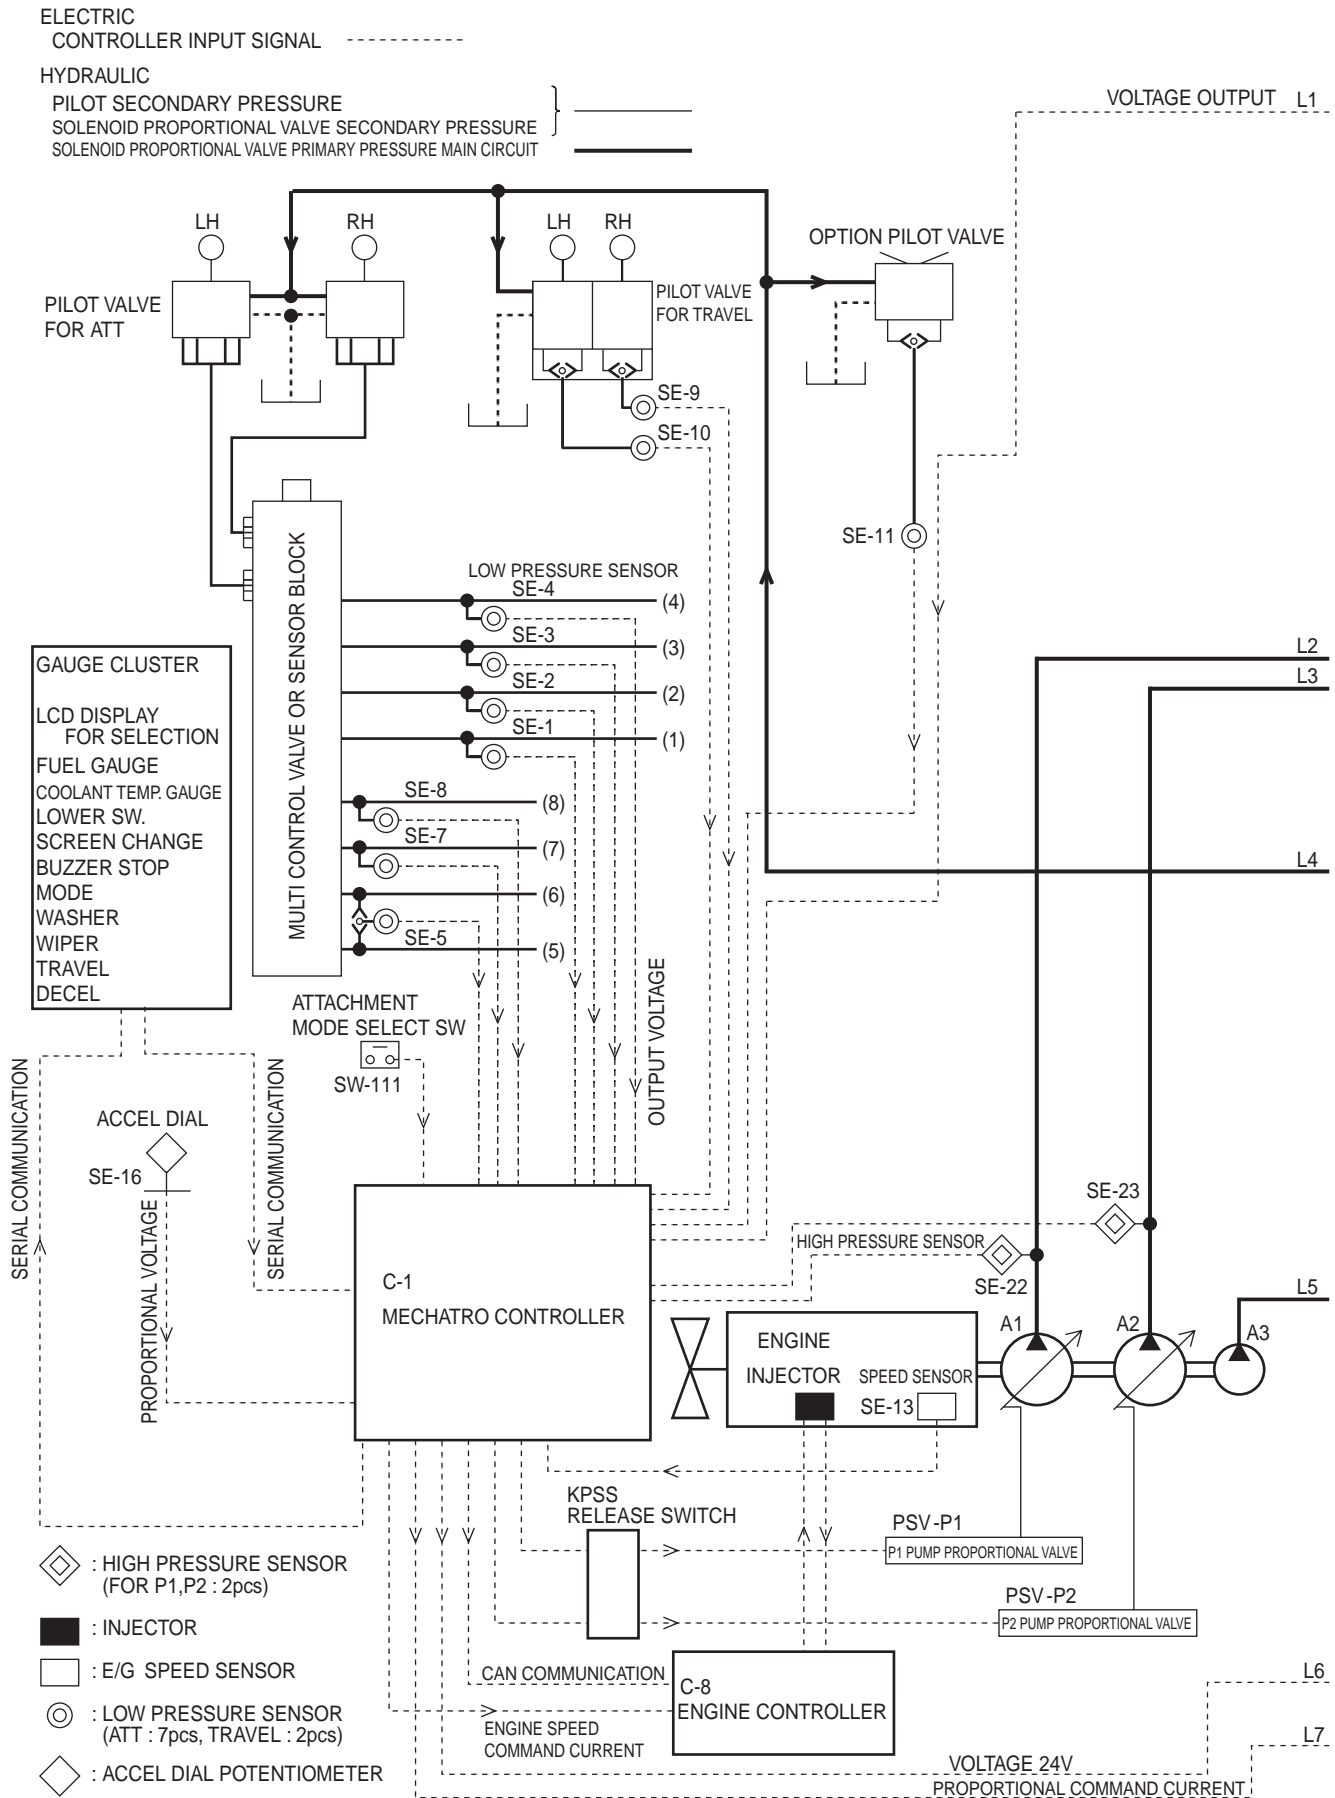 ELECTRIC
CONTROLLER INPUT SIGNAL
HYDRAULIC
PILOT SECONDARY PRESSURE
SOLENOID PROPORTIONAL VALVE SECONDARY PRESSURE
SOLENOID PROPORTIONAL VALVE PRIMARY PRESSURE MAIN CIRCUIT
VOLTAGE OUTPUT L1
LH
RH
LH
RH
OPTION PILOT VALVE
PILOT VALVE
FOR ATT
PILOT VALVE
FOR TRAVEL
SE-9
SE-10
SE-11
MULTI CONTROL VALVE OR SENSOR BLOCK
LOW PRESSURE SENSOR
SE-4
(4)
SE-3
(3)
SE-2
(2)
SE-1
(1)
SE-8
(8)
SE-7
(7)
(6)
SE-5
(5)
L2
L3
L4
GAUGE CLUSTER
LCD DISPLAY
FOR SELECTION
FUEL GAUGE
COOLANT TEMP. GAUGE
LOWER SW.
SCREEN CHANGE
BUZZER STOP
MODE
WASHER
WIPER
TRAVEL
DECEL
ATTACHMENT
MODE SELECT SW
SW-111
OUTPUT VOLTAGE
SERIAL COMMUNICATION
ACCEL DIAL
SE-16
PROPORTIONAL VOLTAGE
SERIAL COMMUNICATION
SE-23
HIGH PRESSURE SENSOR
SE-22
C-1
MECHATRO CONTROLLER
L5
A1
A2
A3
ENGINE
INJECTOR
SPEED SENSOR
SE-13
KPSS
RELEASE SWITCH
PSV-P1
P1 PUMP PROPORTIONAL VALVE
PSV-P2
P2 PUMP PROPORTIONAL VALVE
: HIGH PRESSURE SENSOR
(FOR P1,P2 : 2pcs)
: INJECTOR
: E/G SPEED SENSOR
: LOW PRESSURE SENSOR
(ATT : 7pcs, TRAVEL : 2pcs)
: ACCEL DIAL POTENTIOMETER
CAN COMMUNICATION
C-8
ENGINE CONTROLLER
ENGINE SPEED
COMMAND CURRENT
L6
L7
VOLTAGE 24V
PROPORTIONAL COMMAND CURRENT